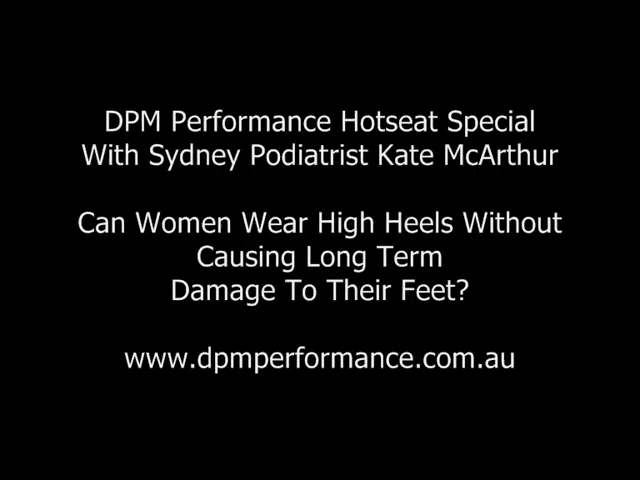 DPM Performance Hotseat Special
With Sydney Podiatrist Kate McArthur
Can Women Wear High Heels Without
Causing Long Term
Damage To Their Feet?
www.dpmperformance.com.au